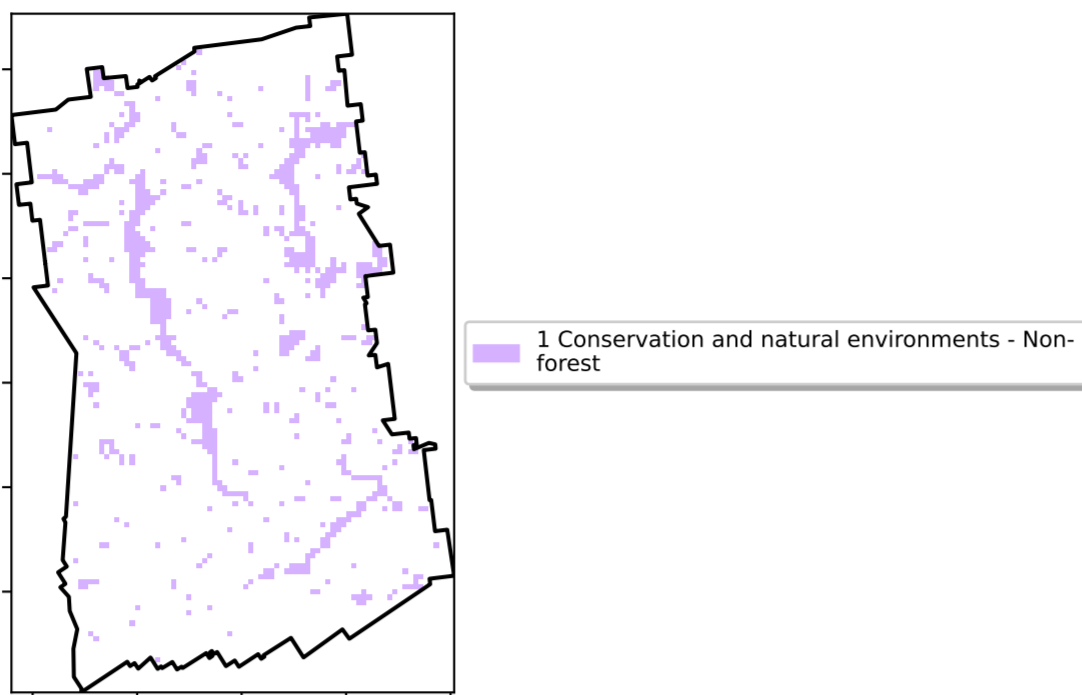 1 Conservation and natural environments - Non-
forest